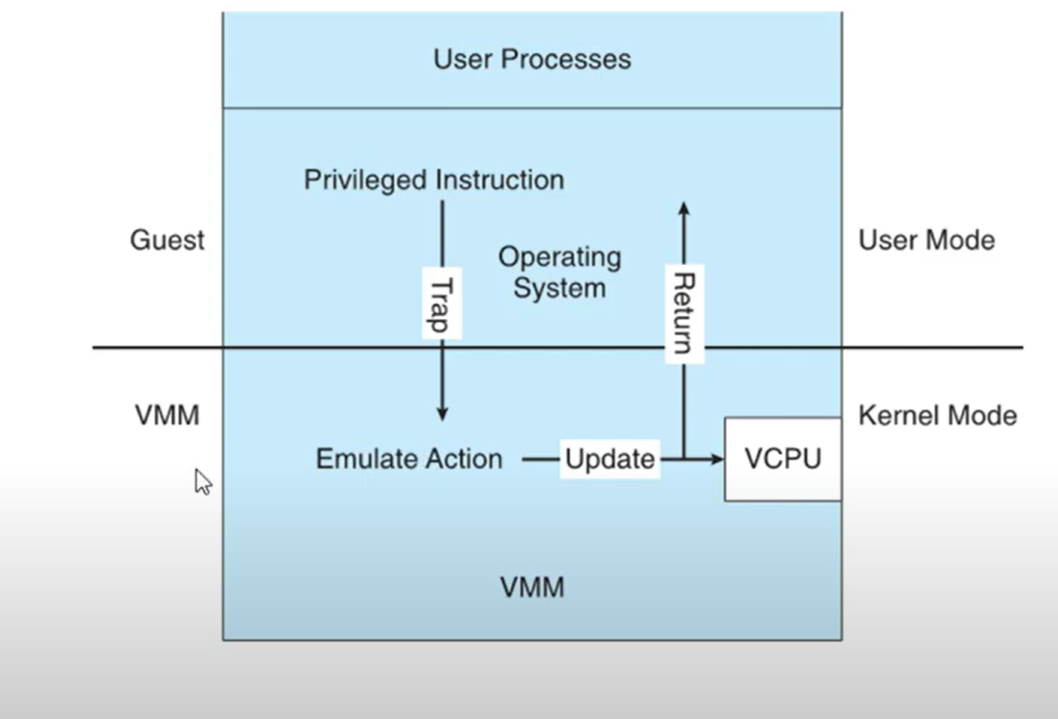 User Processes
Privileged Instruction
Guest
Operating
System
User Mode
Trap
Return
VMM
Kernel Mode
Emulate Action
Update
VCPU
VMM